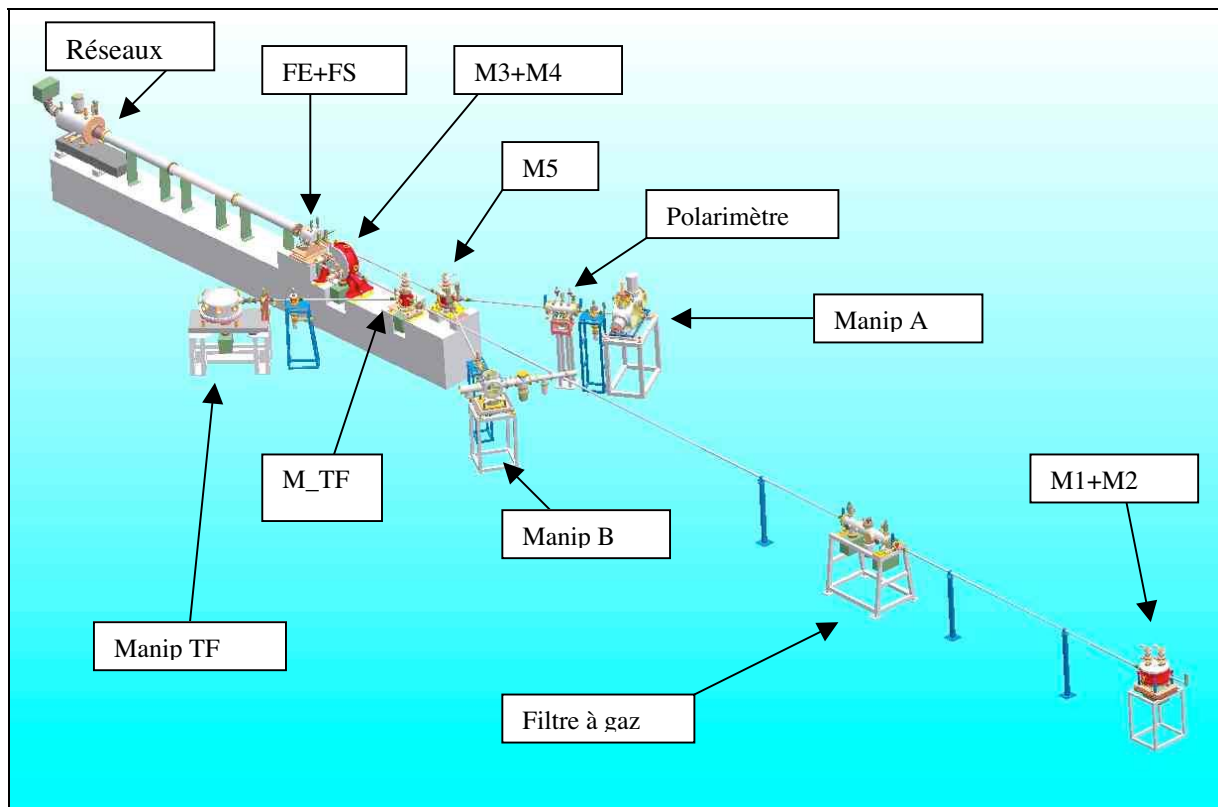 Réseaux
FE+FS
M3+M4
M5
Polarimètre
Manip A
M_TF
Manip B
M1+M2
Manip TF
Filtre à gaz